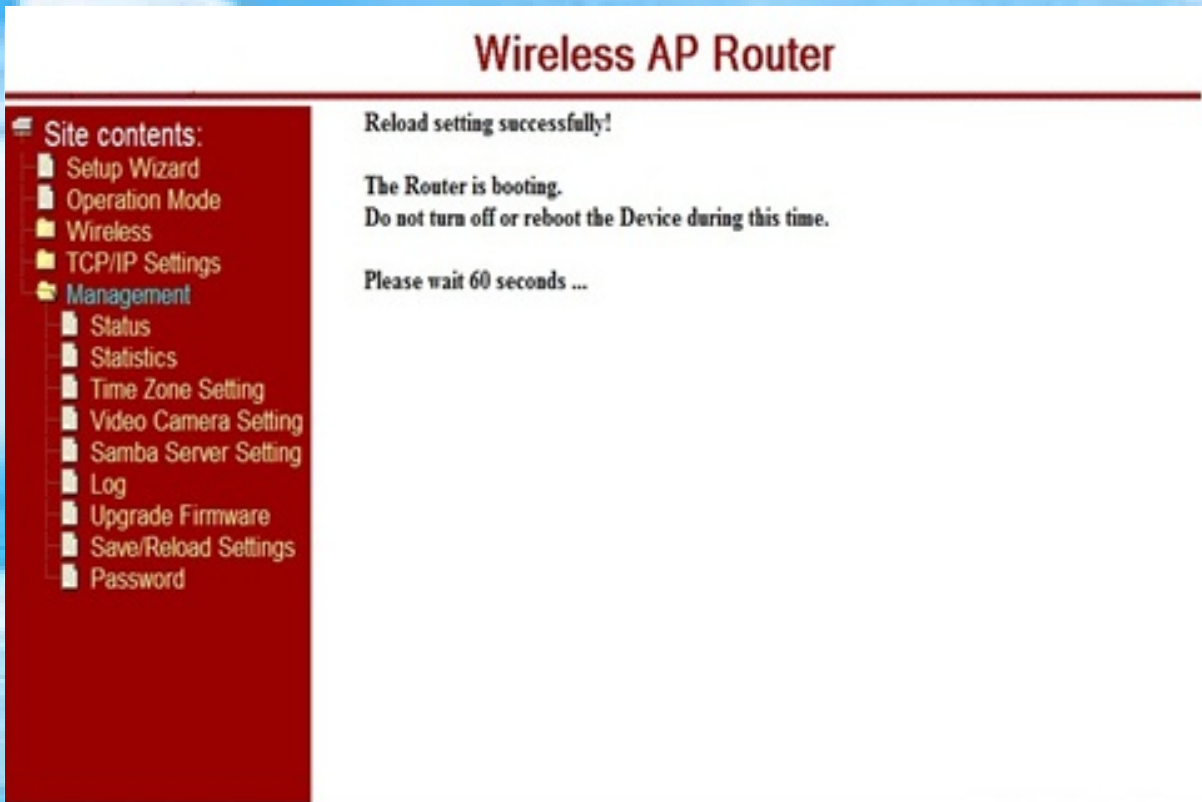 Wireless AP Router
Site contents:
Setup Wizard
Operation Mode
Wireless
TCP/IP Settings
Management
Status
Statistics
Time Zone Setting
Video Camera Setting
Samba Server Setting
Log
Upgrade Firmware
Save/Reload Settings
Password
Reload setting successfully!
The Router is booting.
Do not turn off or reboot the Device during this time.
Please wait 60 seconds ...